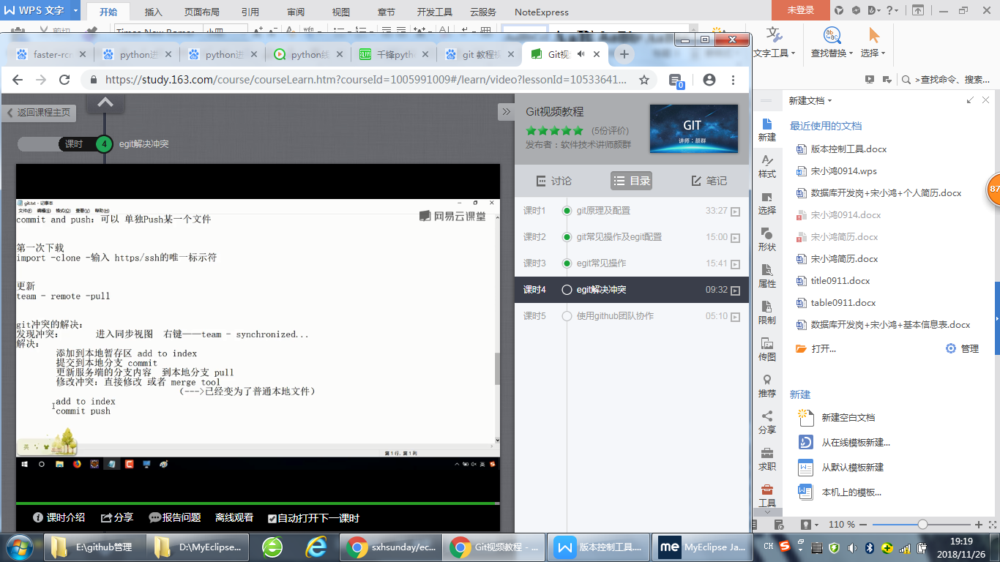 WPS 文字
开始
插入
页面布局
引用
审阅
视图
章节
开发工具
云服务
NoteExpress
未登录
faster-rcn
python进
python进
python线
千锋pytho
git 教程视
Git视
文字工具
查找替换
选择
>查找命令、搜索...
https://study.163.com/course/courseLearn.htm?courseId=1005991009#/learn/video?lessonId=10533641...
返回课程主页
课时 4 egit解决冲突
git.txt - 记事本
文件(F) 编辑(E) 格式(O) 查看(V) 帮助(H)
commit and push：可以 单独Push某一个文件
网易云课堂
第一次下载
import -clone -输入 https/ssh的唯一标示符
更新
team - remote -pull
git冲突的解决：
发现冲突： 进入同步视图 右键——team - synchronized...
解决：
添加到本地暂存区 add to index
提交到本地分支 commit
更新服务端的分支内容 到本地分支 pull
修改冲突：直接修改 或者 merge tool
（--->已经变为了普通本地文件）
add to index
commit push
英
第 1 行，第 1 列
英
课时介绍
分享
报告问题
离线观看
自动打开下一课时
Git视频教程
(5份评价)
发布者：软件技术讲师颜群
GIT
讲师：颜群
讨论
目录
笔记
课时1 git原理及配置 33:27
课时2 git常见操作及egit配置 15:00
课时3 egit常见操作 15:41
课时4 egit解决冲突 09:32
课时5 使用github团队协作 05:10
新建
样式
选择
形状
属性
限制
传图
推荐
分享
求职
工具
新建文档
最近使用的文档
版本控制工具.docx
宋小鸿0914.wps
数据库开发岗+宋小鸿+个人简历.docx
宋小鸿0914.docx
宋小鸿简历.docx
宋小鸿简历.docx
title0911.docx
table0911.docx
数据库开发岗+宋小鸿+基本信息表.docx
打开...
管理
新建
新建空白文档
从在线模板新建...
从默认模板新建
本机上的模板...
87
110 %
E:\github管理
D:\MyEclipse...
sxhsunday/ec...
Git视频教程 - ...
版本控制工具....
MyEclipse Ja...
CH
19:19
2018/11/26